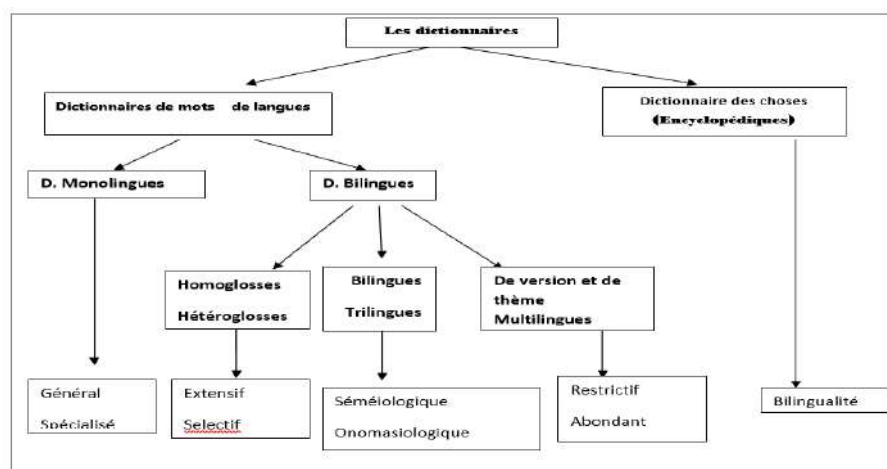 Les dictionnaires
Dictionnaires de mots de langues
Dictionnaire des choses
(Encyclopédiques)
D. Monolingues
D. Bilingues
Homoglosses
Hétéroglosses
Bilingues
Trilingues
De version et de
thème
Multilingues
Général
Spécialisé
Extensif
Selectif
Séméiologique
Onomasiologique
Restrictif
Abondant
Bilingualité